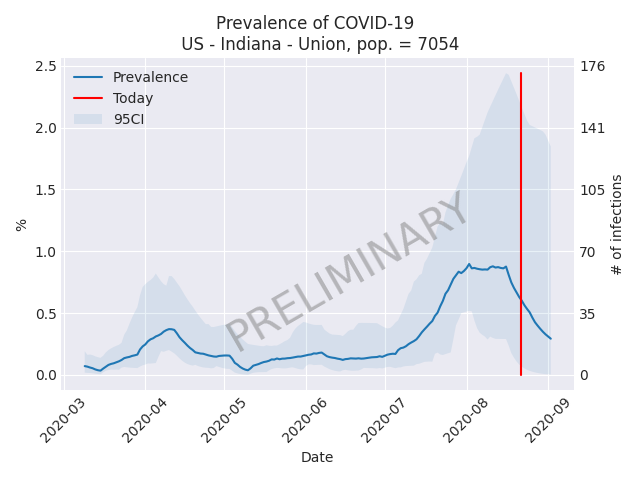 Prevalence of COVID-19
US - Indiana - Union, pop. = 7054
Prevalence
Today
95CI
PRELIMINARY
2.5
2.0
1.5
1.0
0.5
0.0
%
176
141
105
70
35
0
# of infections
2020-03
2020-04
2020-05
2020-06
2020-07
2020-08
2020-09
Date